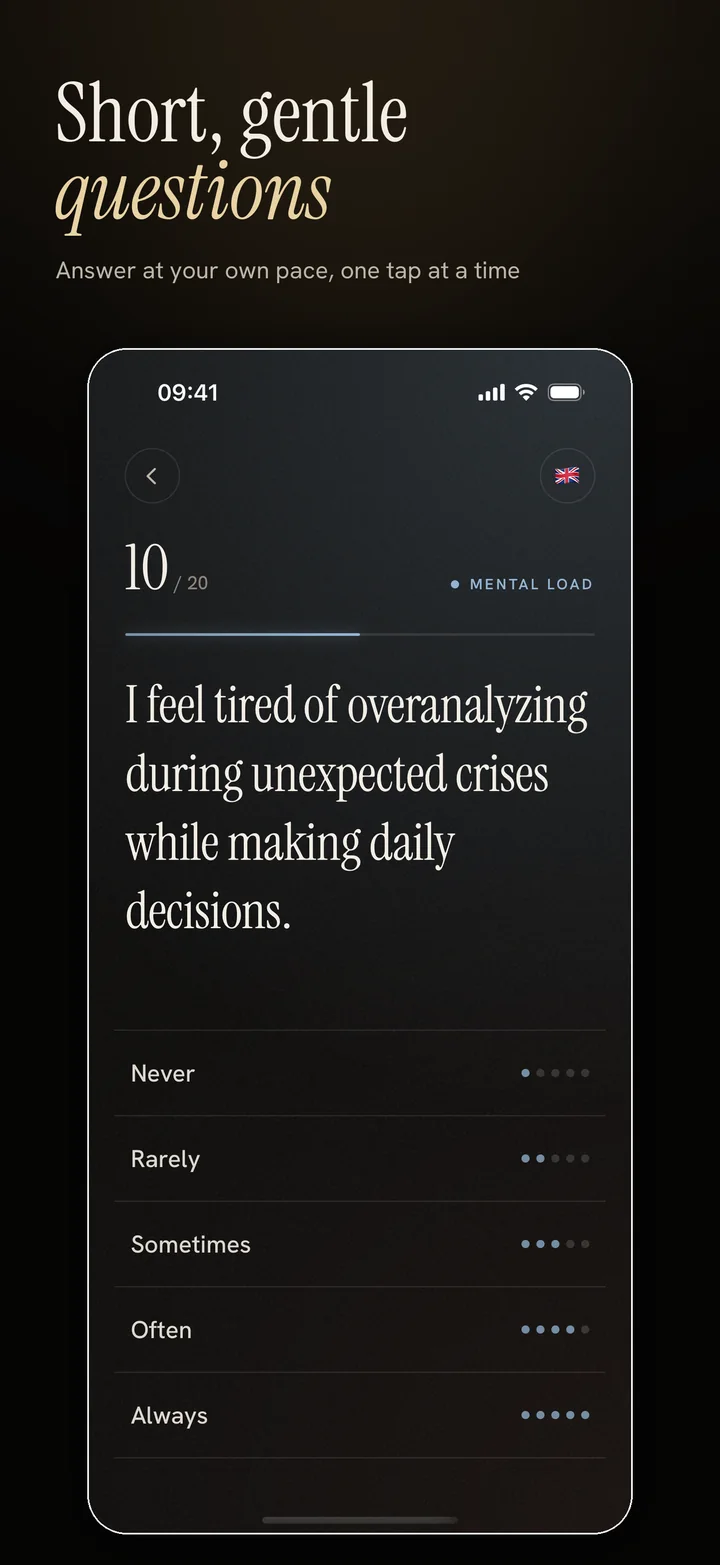 Short, gentle
questions
Answer at your own pace, one tap at a time
09:41
10 / 20
MENTAL LOAD
I feel tired of overanalyzing
during unexpected crises
while making daily
decisions.
Never
Rarely
Sometimes
Often
Always